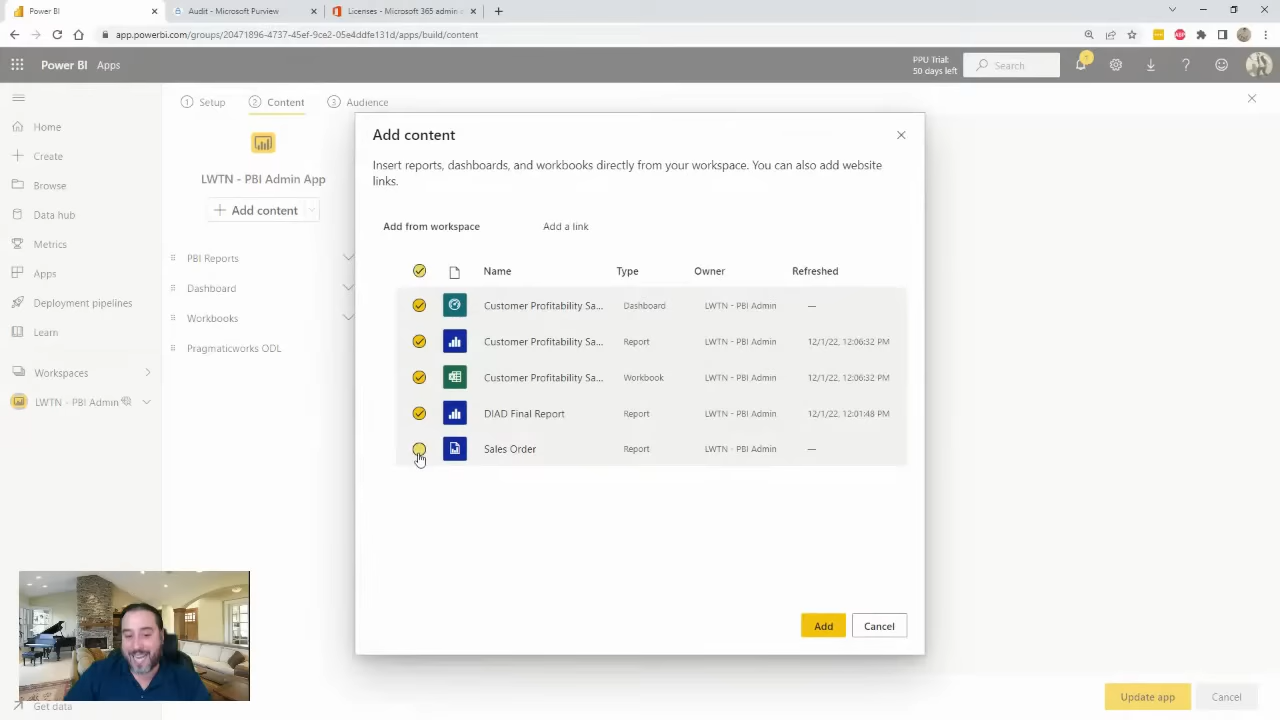 Power BI
Audit - Microsoft Purview
Licenses - Microsoft 365 admin
app.powerbi.com/groups/20471896-4737-45ef-9ce2-05e4ddfe131d/apps/build/content
Power BI Apps
PPU Trial:
50 days left
Search
1 Setup
2 Content
3 Audience
Home
Create
Browse
Data hub
Metrics
Apps
Deployment pipelines
Learn
Workspaces
LWTN - PBI Admin
Get data
LWTN - PBI Admin App
Add content
PBI Reports
Dashboard
Workbooks
Pragmaticworks ODL
Add content
Insert reports, dashboards, and workbooks directly from your workspace. You can also add website
links.
Add from workspace Add a link
Name Type Owner Refreshed
Customer Profitability Sa... Dashboard LWTN - PBI Admin —
Customer Profitability Sa... Report LWTN - PBI Admin 12/1/22, 12:06:32 PM
Customer Profitability Sa... Workbook LWTN - PBI Admin 12/1/22, 12:06:32 PM
DIAD Final Report Report LWTN - PBI Admin 12/1/22, 12:01:48 PM
Sales Order Report LWTN - PBI Admin —
Add Cancel
Update app Cancel